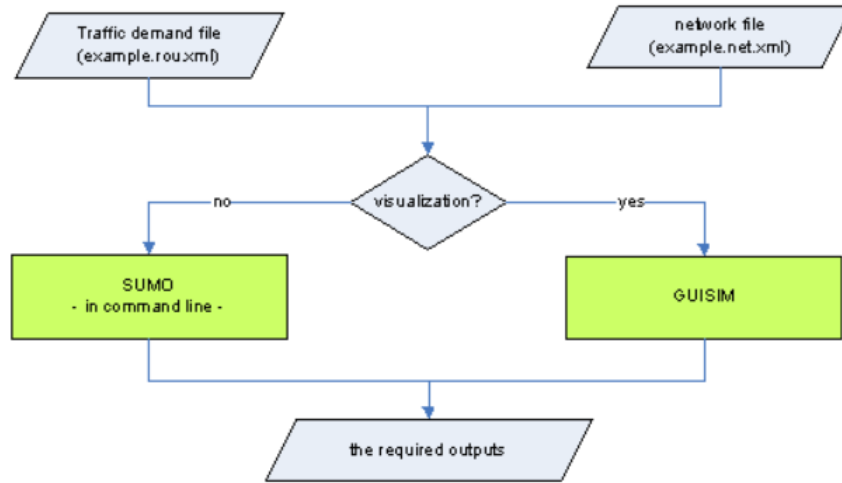 Traffic demand file
(example.rou.xml)
network file
(example.net.xml)
visualization?
no
yes
SUMO
- in command line -
GUISIM
the required outputs